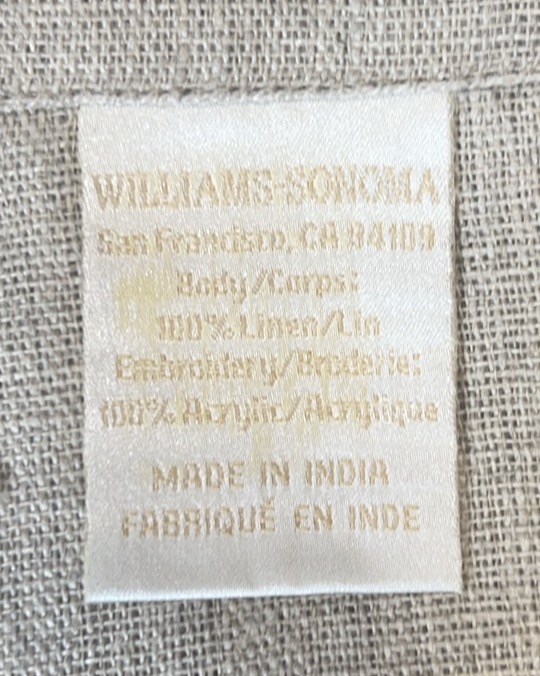 WILLIAMS-SONOMA
San Francisco, CA 94109
Body/Corps:
100% Linen/Lin
Embroidery/Broderie:
100% Acrylic/Acrylique
MADE IN INDIA
FABRIQUÉ EN INDE